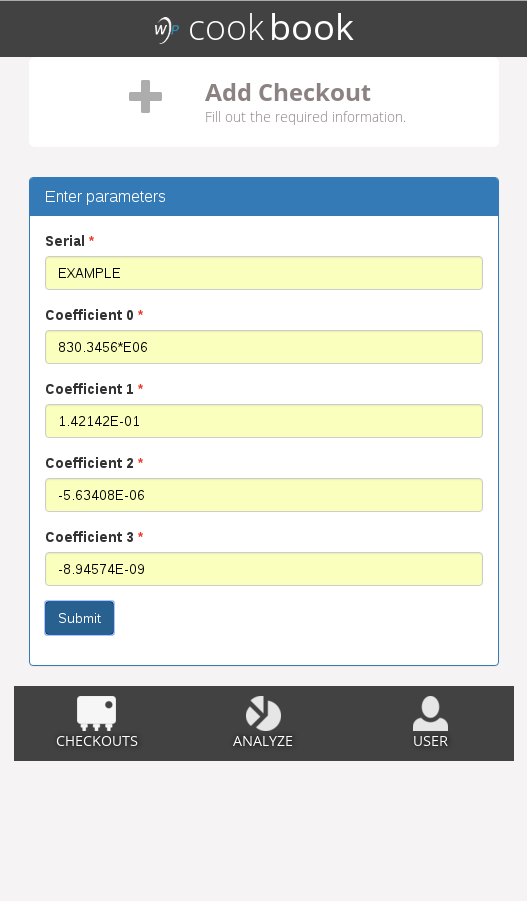 WP cookbook
Add Checkout
Fill out the required information.
Enter parameters
Serial *
EXAMPLE
Coefficient 0 *
830.3456*E06
Coefficient 1 *
1.42142E-01
Coefficient 2 *
-5.63408E-06
Coefficient 3 *
-8.94574E-09
Submit
CHECKOUTS ANALYZE USER